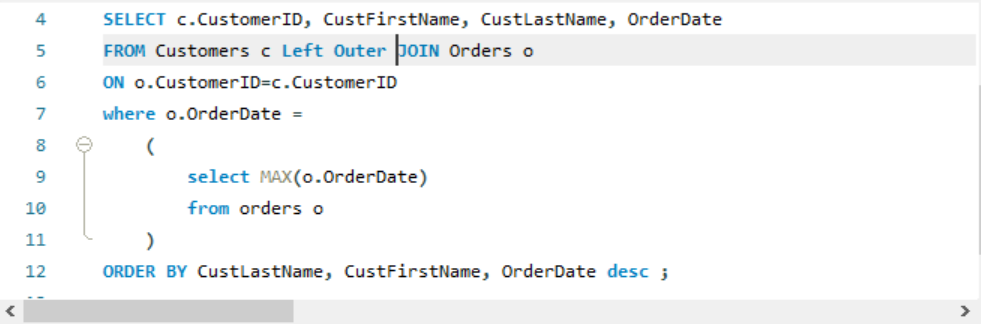 4 SELECT c.CustomerID, CustFirstName, CustLastName, OrderDate
5 FROM Customers c Left Outer JOIN Orders o
6 ON o.CustomerID=c.CustomerID
7 where o.OrderDate =
8 (
9 select MAX(o.OrderDate)
10 from orders o
11 )
12 ORDER BY CustLastName, CustFirstName, OrderDate desc ;